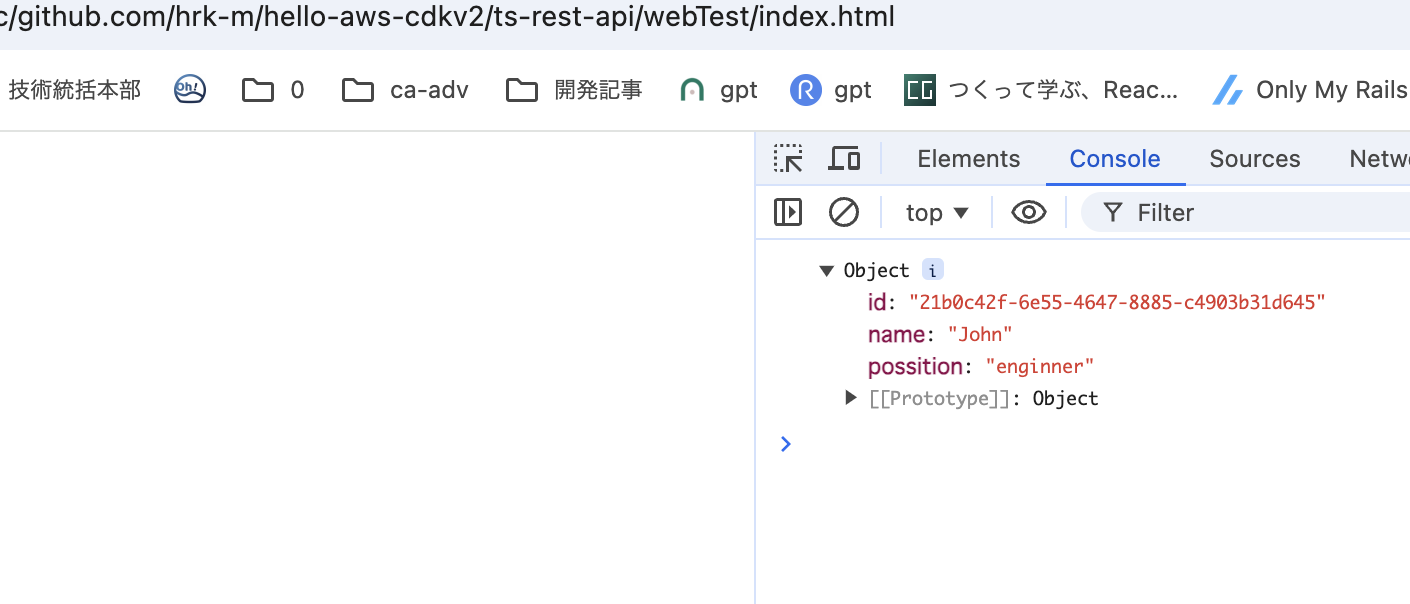 c/github.com/hrk-m/hello-aws-cdkv2/ts-rest-api/webTest/index.html
技術統括本部 Oh! 0 ca-adv 開発記事 gpt R gpt CG つくって学ぶ、Reac... Only My Rails
Elements Console Sources Netw
top Filter
Object i
id: "21b0c42f-6e55-4647-8885-c4903b31d645"
name: "John"
possition: "enginner"
[[Prototype]]: Object